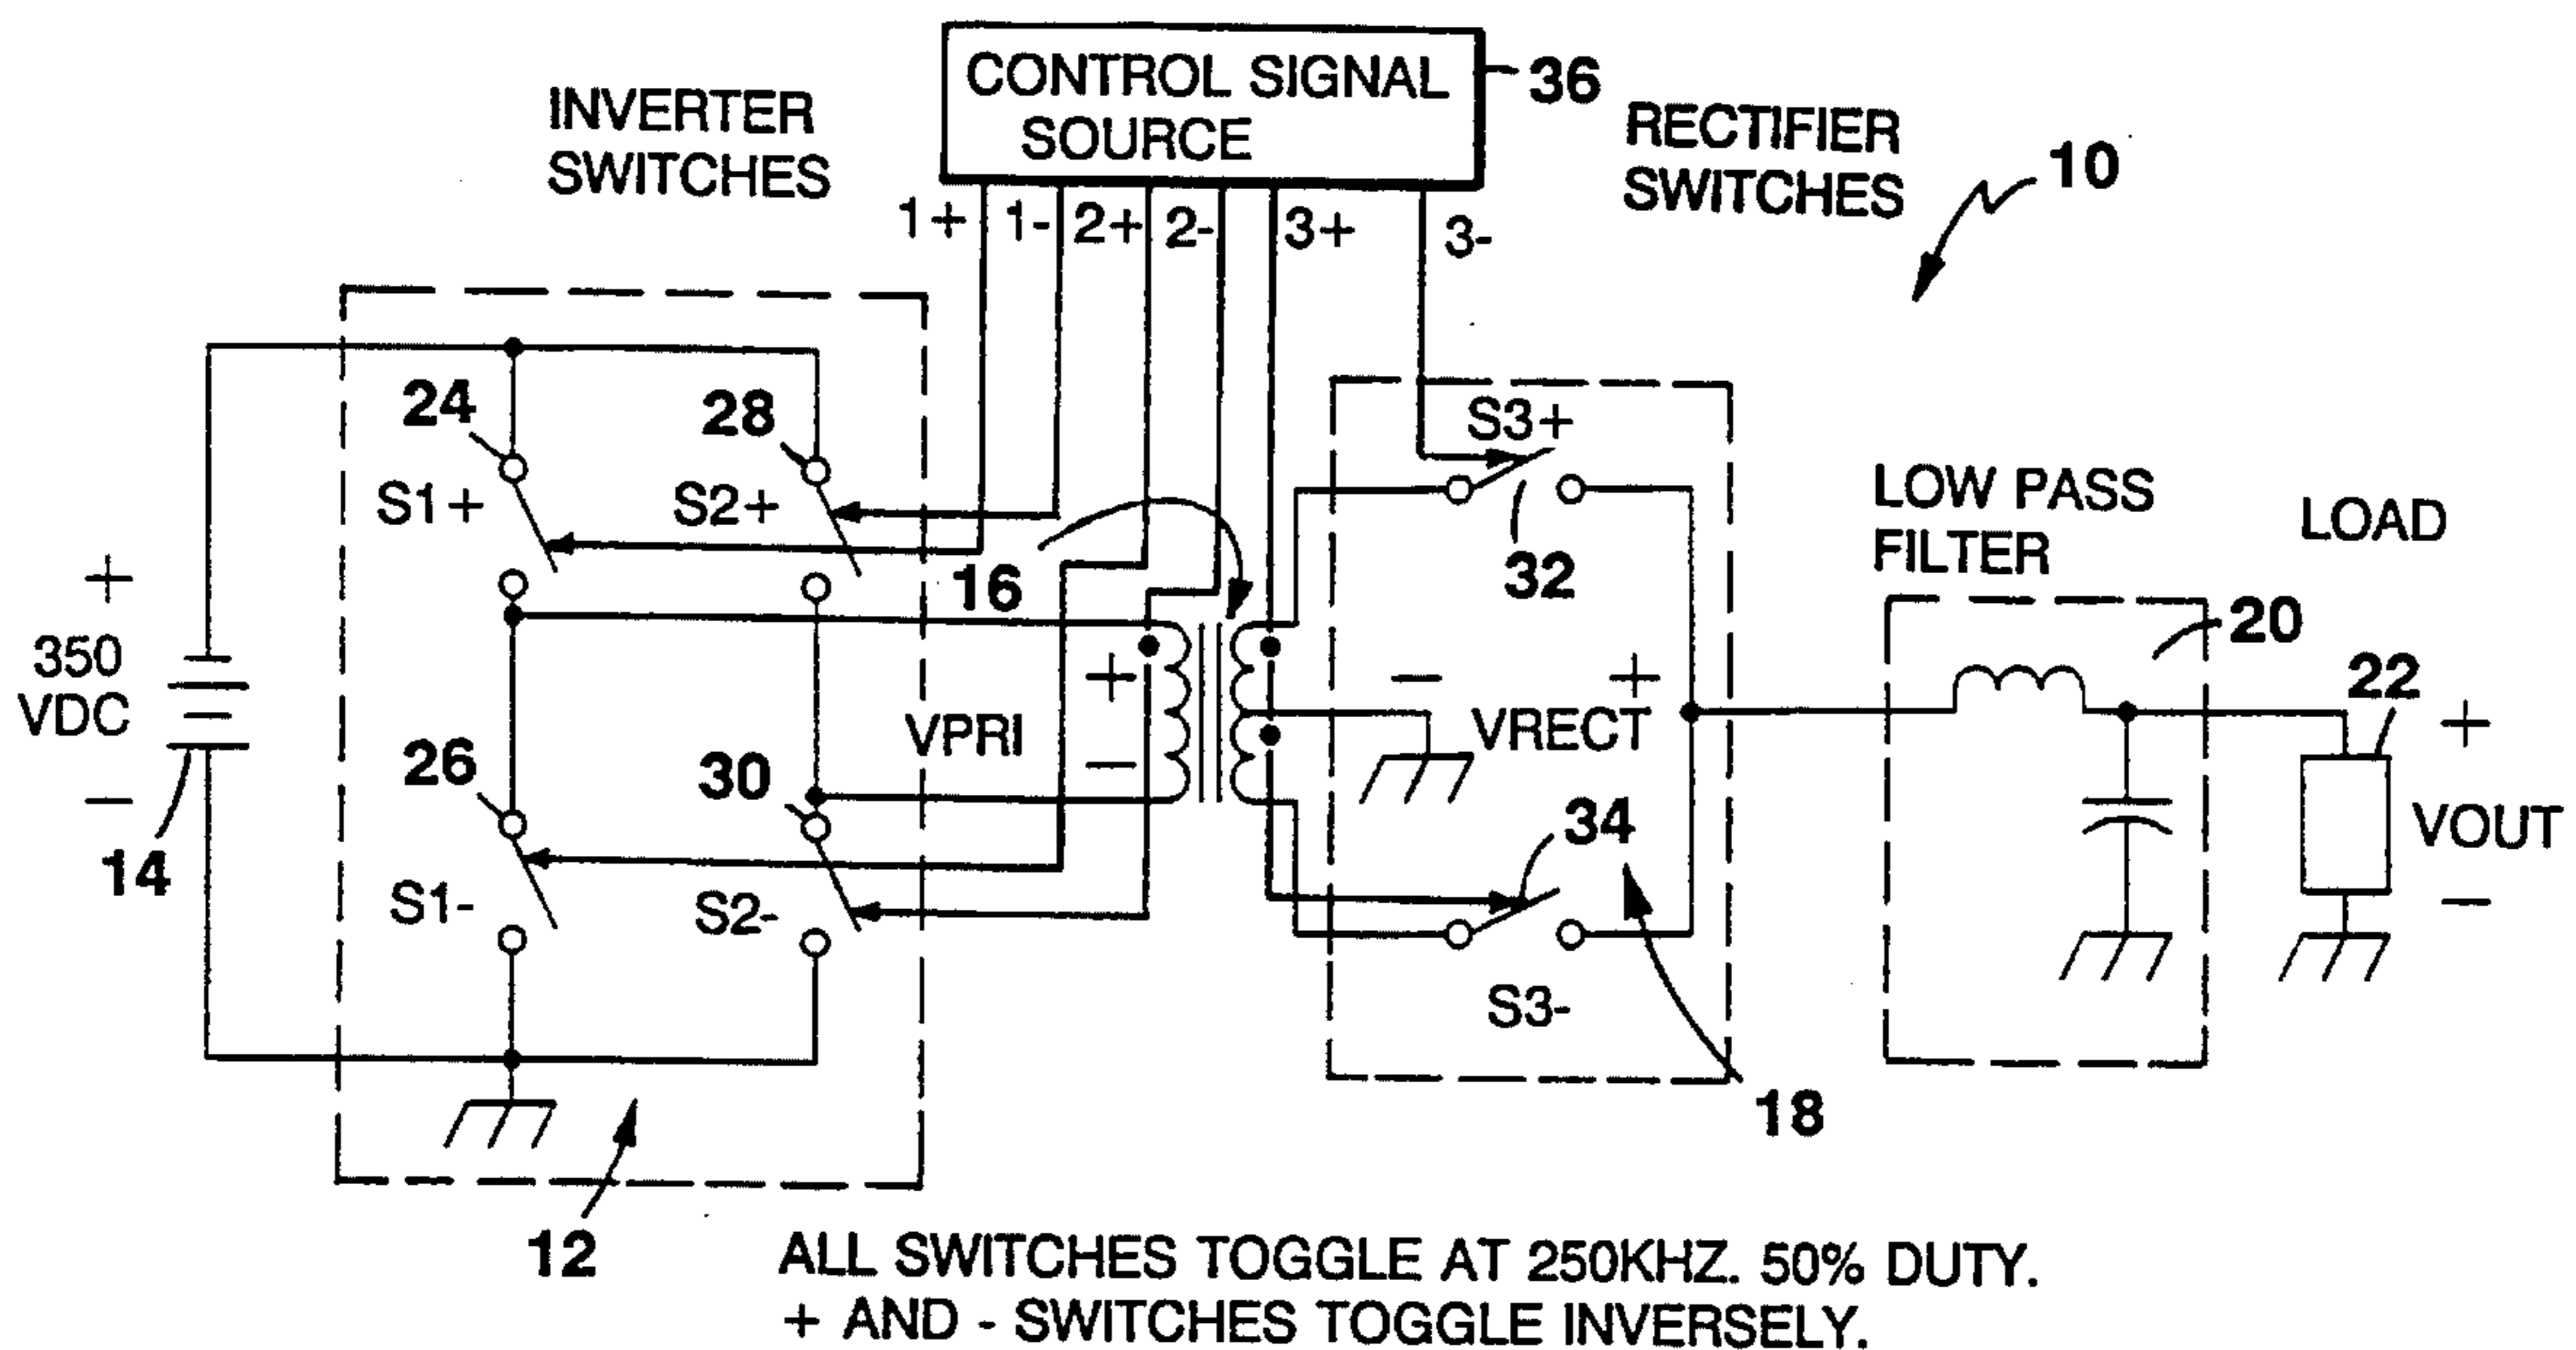 CONTROL SIGNAL
SOURCE
36
INVERTER
SWITCHES
RECTIFIER
SWITCHES
10
1+ 1- 2+ 2- 3+ 3-
24
28
S1+
S2+
S3+
32
16
LOW PASS
FILTER
LOAD
+
350
VDC
-
14
26
30
S1-
S2-
+
VPRI
-
- +
VRECT
34
S3-
18
20
22
+
VOUT
-
12
ALL SWITCHES TOGGLE AT 250KHZ. 50% DUTY.
+ AND - SWITCHES TOGGLE INVERSELY.